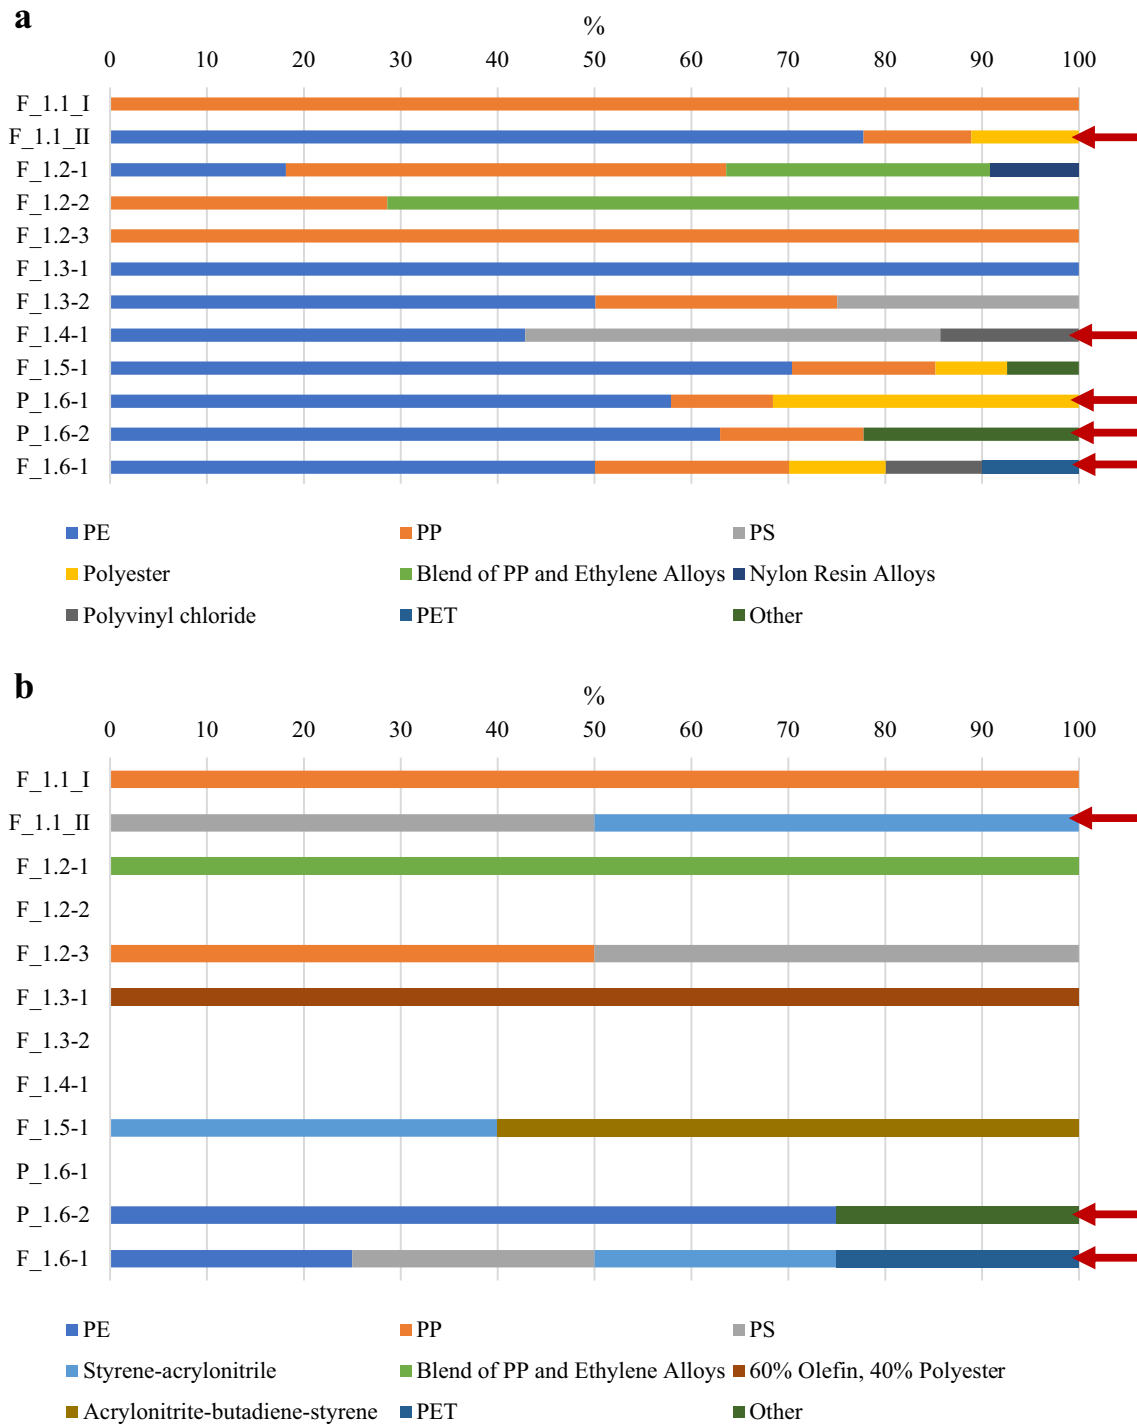 a
%
0 10 20 30 40 50 60 70 80 90 100
F_1.1_I
F_1.1_II
F_1.2-1
F_1.2-2
F_1.2-3
F_1.3-1
F_1.3-2
F_1.4-1
F_1.5-1
P_1.6-1
P_1.6-2
F_1.6-1
PE PP PS
Polyester Blend of PP and Ethylene Alloys Nylon Resin Alloys
Polyvinyl chloride PET Other
b
%
0 10 20 30 40 50 60 70 80 90 100
F_1.1_I
F_1.1_II
F_1.2-1
F_1.2-2
F_1.2-3
F_1.3-1
F_1.3-2
F_1.4-1
F_1.5-1
P_1.6-1
P_1.6-2
F_1.6-1
PE PP PS
Styrene-acrylonitrile Blend of PP and Ethylene Alloys 60% Olefin, 40% Polyester
Acrylonitrite-butadiene-styrene PET Other